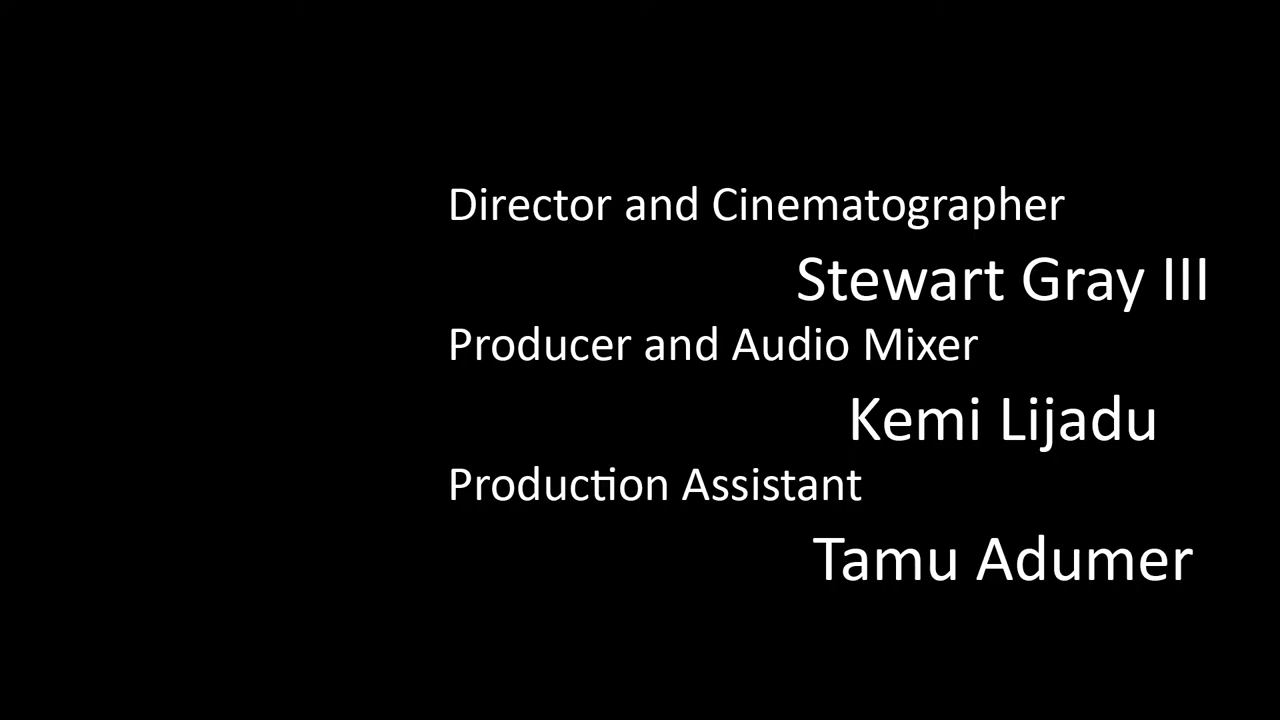 Director and Cinematographer
Stewart Gray III
Producer and Audio Mixer
Kemi Lijadu
Production Assistant
Tamu Adumer